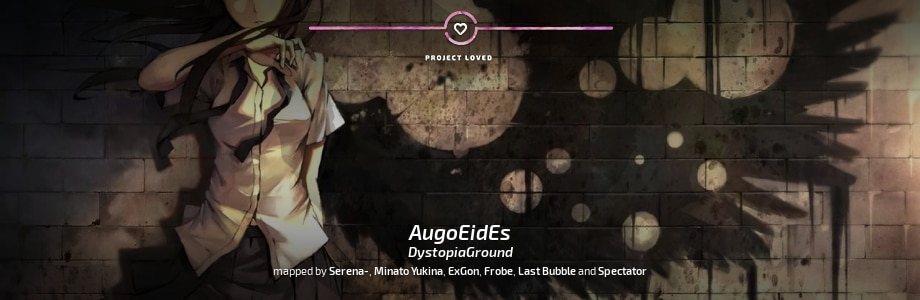 PROJECT LOVED
AugoEidEs
DystopiaGround
mapped by Serena-, Minato Yukina, ExGon, Frobe, Last Bubble and Spectator